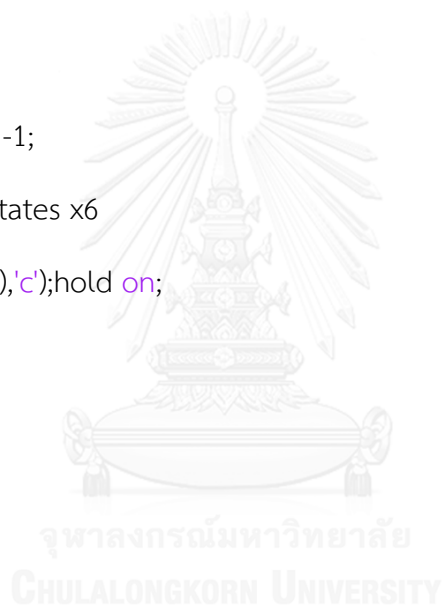 -1;
tates x6
),'c');hold on;
จุฬาลงกรณ์มหาวิทยาลัย
CHULALONGKORN UNIVERSITY